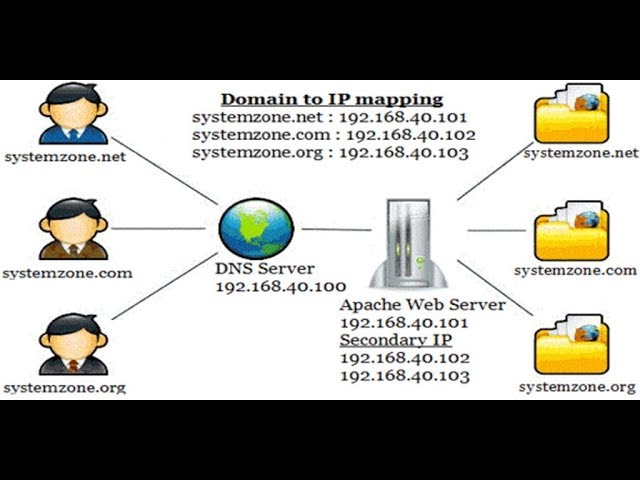 Domain to IP mapping
systemzone.net : 192.168.40.101
systemzone.com : 192.168.40.102
systemzone.org : 192.168.40.103
systemzone.net
systemzone.net
systemzone.com
systemzone.com
DNS Server
192.168.40.100
Apache Web Server
192.168.40.101
Secondary IP
192.168.40.102
192.168.40.103
systemzone.org
systemzone.org